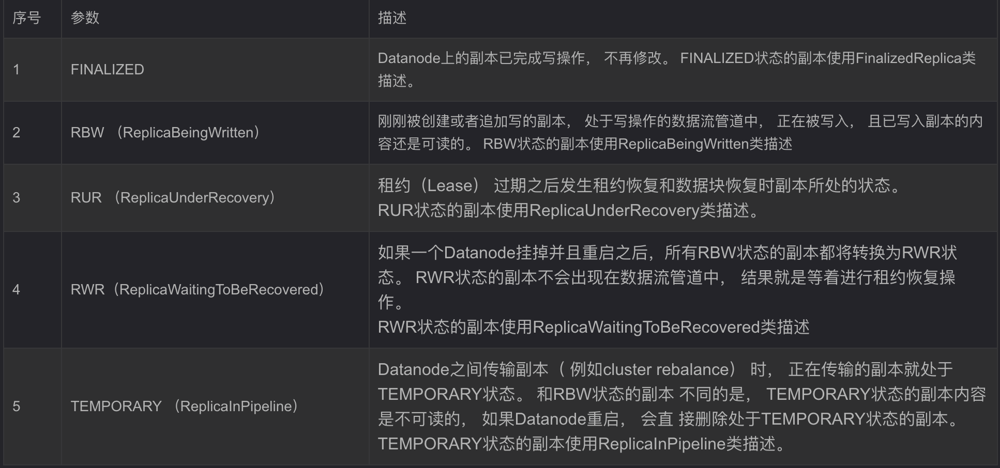 序号
参数
描述
1
FINALIZED
Datanode上的副本已完成写操作， 不再修改。 FINALIZED状态的副本使用FinalizedReplica类
描述。
2
RBW （ReplicaBeingWritten）
刚刚被创建或者追加写的副本， 处于写操作的数据流管道中， 正在被写入， 且已写入副本的内
容还是可读的。 RBW状态的副本使用ReplicaBeingWritten类描述
3
RUR （ReplicaUnderRecovery）
租约（Lease） 过期之后发生租约恢复和数据块恢复时副本所处的状态。
RUR状态的副本使用ReplicaUnderRecovery类描述。
4
RWR（ReplicaWaitingToBeRecovered）
如果一个Datanode挂掉并且重启之后，所有RBW状态的副本都将转换为RWR状
态。 RWR状态的副本不会出现在数据流管道中， 结果就是等着进行租约恢复操
作。
RWR状态的副本使用ReplicaWaitingToBeRecovered类描述
5
TEMPORARY （ReplicaInPipeline）
Datanode之间传输副本（ 例如cluster rebalance） 时， 正在传输的副本就处于
TEMPORARY状态。 和RBW状态的副本 不同的是， TEMPORARY状态的副本内容
是不可读的， 如果Datanode重启， 会直 接删除处于TEMPORARY状态的副本。
TEMPORARY状态的副本使用ReplicaInPipeline类描述。